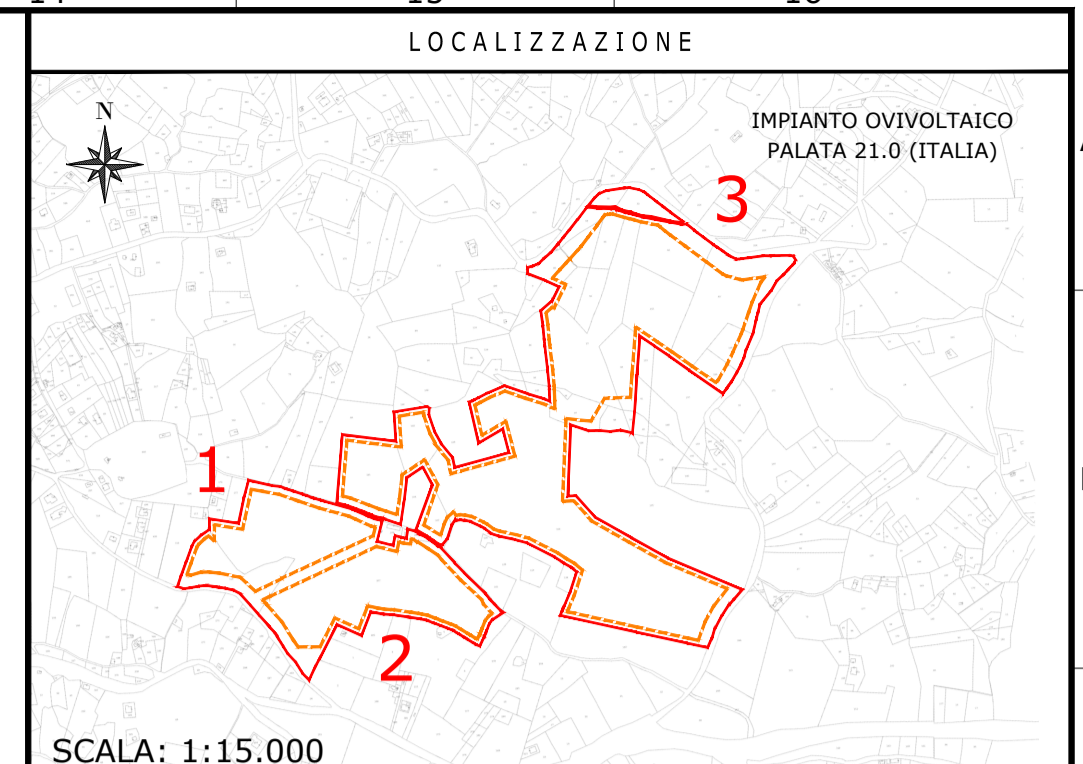 LOCALIZZAZIONE
N
IMPIANTO OVIVOLTAICO
PALATA 21.0 (ITALIA)
3
1
2
SCALA: 1:15.000